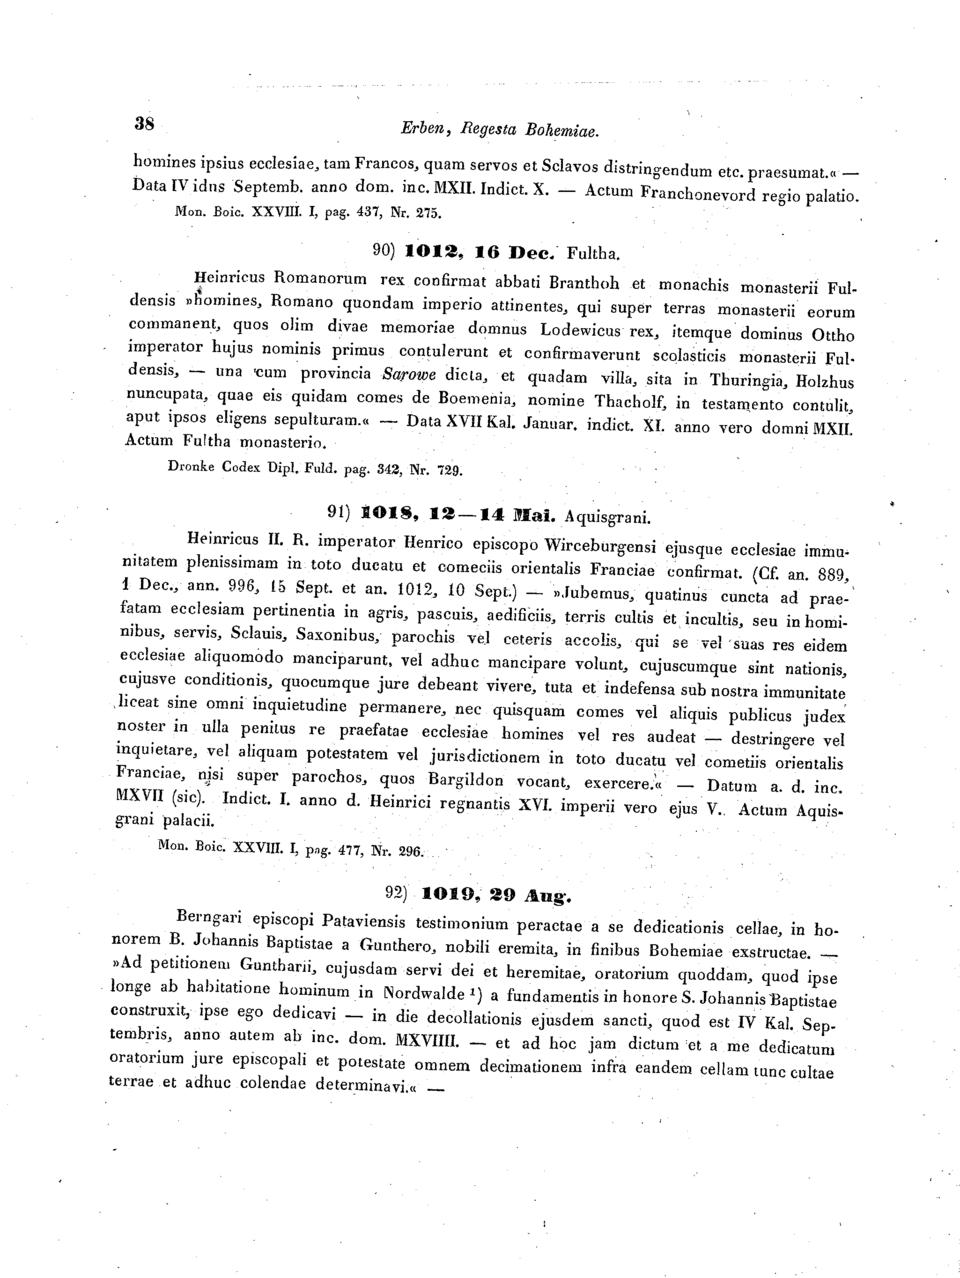 38
Erben, Regesta Bohemiae.
homines ipsius ecclesiae, tam Francos, quam servos et Sclavos distringendum etc. praesumat.« —
Data IV idus Septemb. anno dom. inc. MXII. Indict. X. — Actum Franchonevord regio palatio.
Mon. Boic. XXVIII. I, pag. 437, Nr. 275.
90) 1012, 16 Dec. Fultha.
Heinricus Romanorum rex confirmat abbati Branthoh et monachis monasterii Ful-
densis »homines, Romano quondam imperio attinentes, qui super terras monasterii eorum
commanent, quos olim divae memoriae domnus Lodewicus rex, itemque dominus Ottho
imperator hujus nominis primus contulerunt et confirmaverunt scolasticis monasterii Ful-
densis, — una cum provincia Sarowe dicta, et quadam villa, sita in Thuringia, Holzhus
nuncupata, quae eis quidam comes de Boemenia, nomine Thacholf, in testamento contulit,
aput ipsos eligens sepulturam.« — Data XVII Kal. Januar. indict. XI. anno vero domni MXII.
Actum Fultha monasterio.
Dronke Codex Dipl. Fuld. pag. 342, Nr. 729.
91) 1018, 12—14 Mai. Aquisgrani.
Heinricus II. R. imperator Henrico episcopo Wirceburgensi ejusque ecclesiae immu-
nitatem plenissimam in toto ducatu et comeciis orientalis Franciae confirmat. (Cf. an. 889,
1 Dec., ann. 996, 15 Sept. et an. 1012, 10 Sept.) — »Jubemus, quatinus cuncta ad prae-
fatam ecclesiam pertinentia in agris, pascuis, aedificiis, terris cultis et incultis, seu in homi-
nibus, servis, Sclauis, Saxonibus, parochis vel ceteris accolis, qui se vel suas res eidem
ecclesiae aliquomodo manciparunt, vel adhuc mancipare volunt, cujuscumque sint nationis,
cujusve conditionis, quocumque jure debeant vivere, tuta et indefensa sub nostra immunitate
liceat sine omni inquietudine permanere, nec quisquam comes vel aliquis publicus judex
noster in ulla penitus re praefatae ecclesiae homines vel res audeat — destringere vel
inquietare, vel aliquam potestatem vel jurisdictionem in toto ducatu vel cometiis orientalis
Franciae, nisi super parochos, quos Bargildon vocant, exercere.« — Datum a. d. inc.
MXVII (sic). Indict. I. anno d. Heinrici regnantis XVI. imperii vero ejus V. Actum Aquis-
grani palacii.
Mon. Boic. XXVIII. I, pag. 477, Nr. 296.
92) 1019, 29 Aug.
Berngari episcopi Pataviensis testimonium peractae a se dedicationis cellae, in ho-
norem B. Johannis Baptistae a Gunthero, nobili eremita, in finibus Bohemiae exstructae. —
»Ad petitionem Guntharii, cujusdam servi dei et heremitae, oratorium quoddam, quod ipse
longe ab habitatione hominum in Nordwalde ¹) a fundamentis in honore S. Johannis Baptistae
construxit, ipse ego dedicavi — in die decollationis ejusdem sancti, quod est IV Kal. Sep-
tembris, anno autem ab inc. dom. MXVIIII. — et ad hoc jam dictum et a me dedicatum
oratorium jure episcopali et potestate omnem decimationem infra eandem cellam tunc cultae
terrae et adhuc colendae determinavi.« —